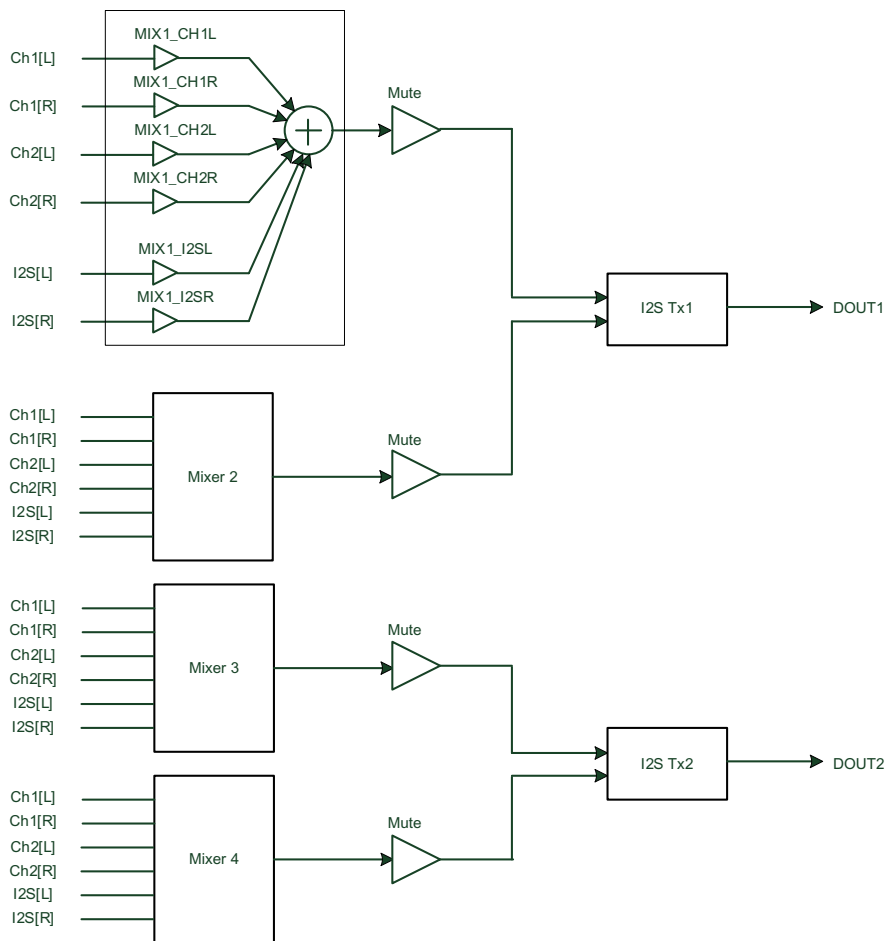 MIX1_CH1L
Ch1[L]
MIX1_CH1R
Ch1[R]
MIX1_CH2L
Ch2[L]
MIX1_CH2R
Ch2[R]
MIX1_I2SL
I2S[L]
MIX1_I2SR
I2S[R]
Mute
I2S Tx1
DOUT1
Ch1[L]
Ch1[R]
Ch2[L]
Ch2[R]
I2S[L]
I2S[R]
Mixer 2
Mute
Ch1[L]
Ch1[R]
Ch2[L]
Ch2[R]
I2S[L]
I2S[R]
Mixer 3
Mute
I2S Tx2
DOUT2
Ch1[L]
Ch1[R]
Ch2[L]
Ch2[R]
I2S[L]
I2S[R]
Mixer 4
Mute